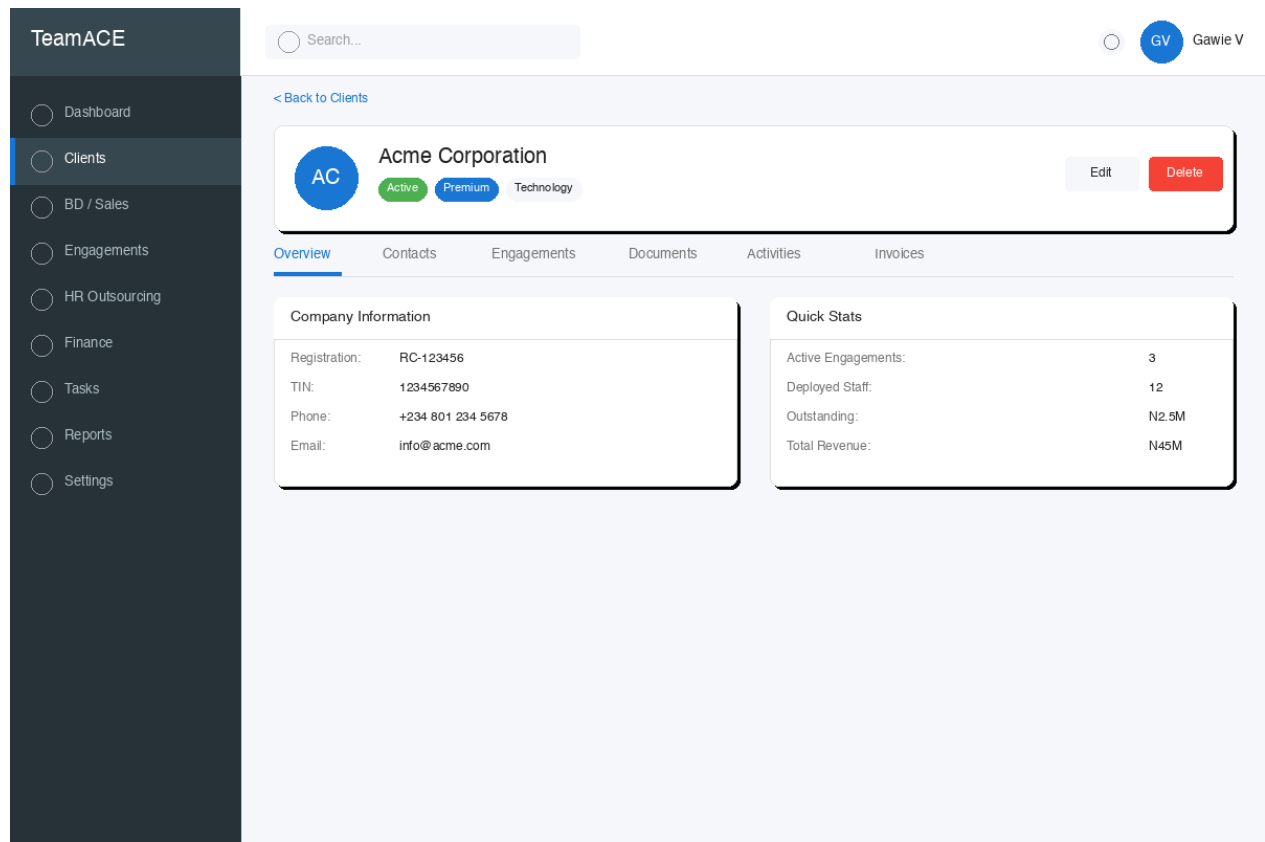 TeamACE
Search...
GV
Gawie V
Dashboard
Clients
BD / Sales
Engagements
HR Outsourcing
Finance
Tasks
Reports
Settings
< Back to Clients
AC
Acme Corporation
Active
Premium
Technology
Edit
Delete
Overview
Contacts
Engagements
Documents
Activities
Invoices
Company Information
Registration: RC-123456
TIN: 1234567890
Phone: +234 801 234 5678
Email: info@acme.com
Quick Stats
Active Engagements: 3
Deployed Staff: 12
Outstanding: N2.5M
Total Revenue: N45M